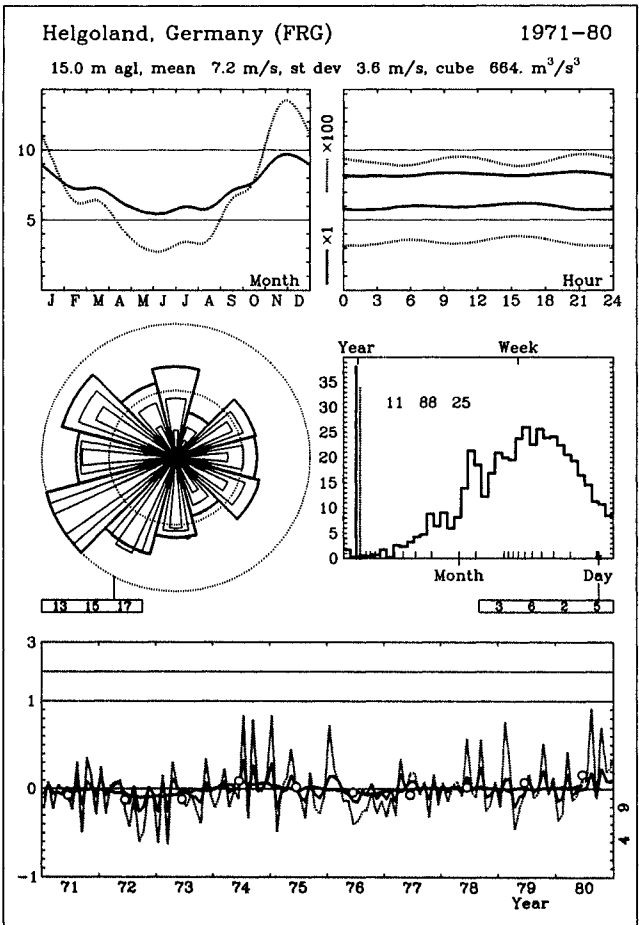 Helgoland, Germany (FRG) 1971–80
15.0 m agl, mean 7.2 m/s, st dev 3.6 m/s, cube 664. m³/s³
10
5
J F M A M J J A S O N D
Month
×1 ×100
0 3 6 9 12 15 18 21 24
Hour
Year Week
40
35
30
25
20
15
10
5
0
11 88 25
Month Day
13 15 17
3 6 2 5
3
1
0
-1
71 72 73 74 75 76 77 78 79 80
Year
4 9